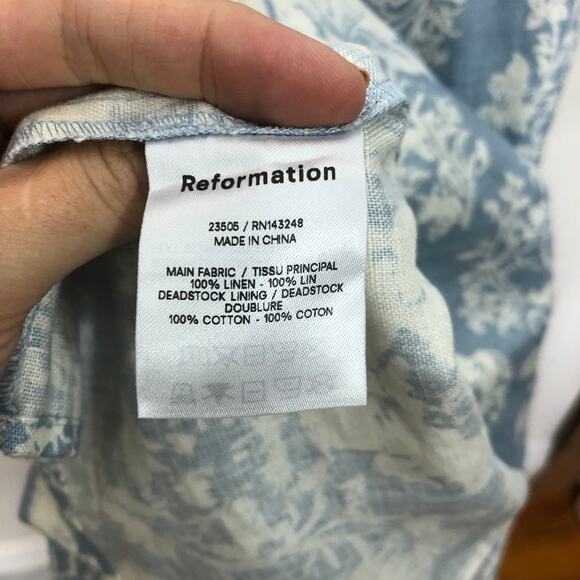 Reformation
23505 / RN143248
MADE IN CHINA
MAIN FABRIC / TISSU PRINCIPAL
100% LINEN - 100% LIN
DEADSTOCK LINING / DEADSTOCK
DOUBLURE
100% COTTON - 100% COTON